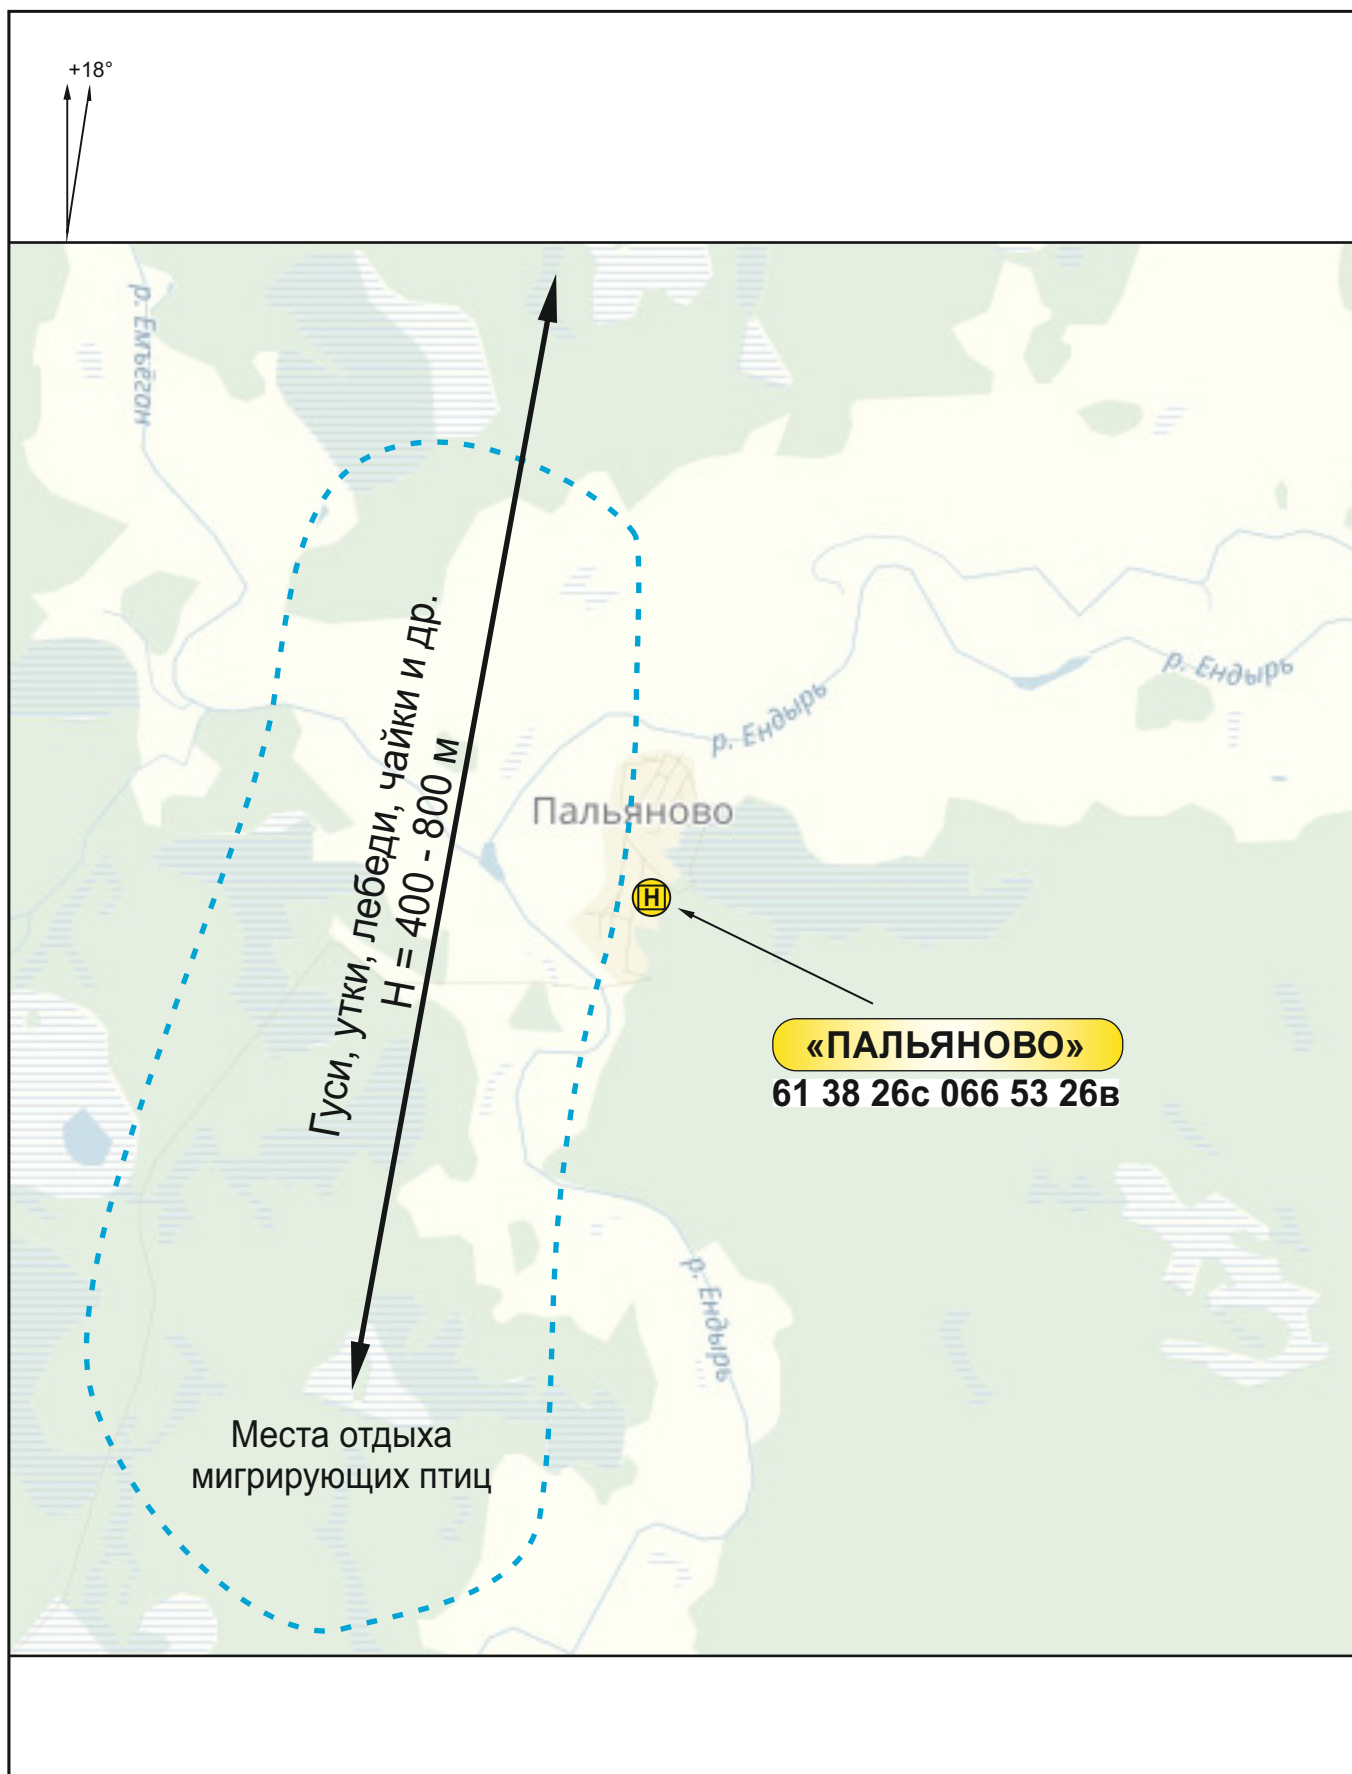 +18°
р. Емъёган
Гуси, утки, лебеди, чайки и др.
Н = 400 - 800 м
р. Ендырь
р. Ендырь
Пальяново
Н
«ПАЛЬЯНОВО»
61 38 26с 066 53 26в
р. Ендырь
Места отдыха
мигрирующих птиц